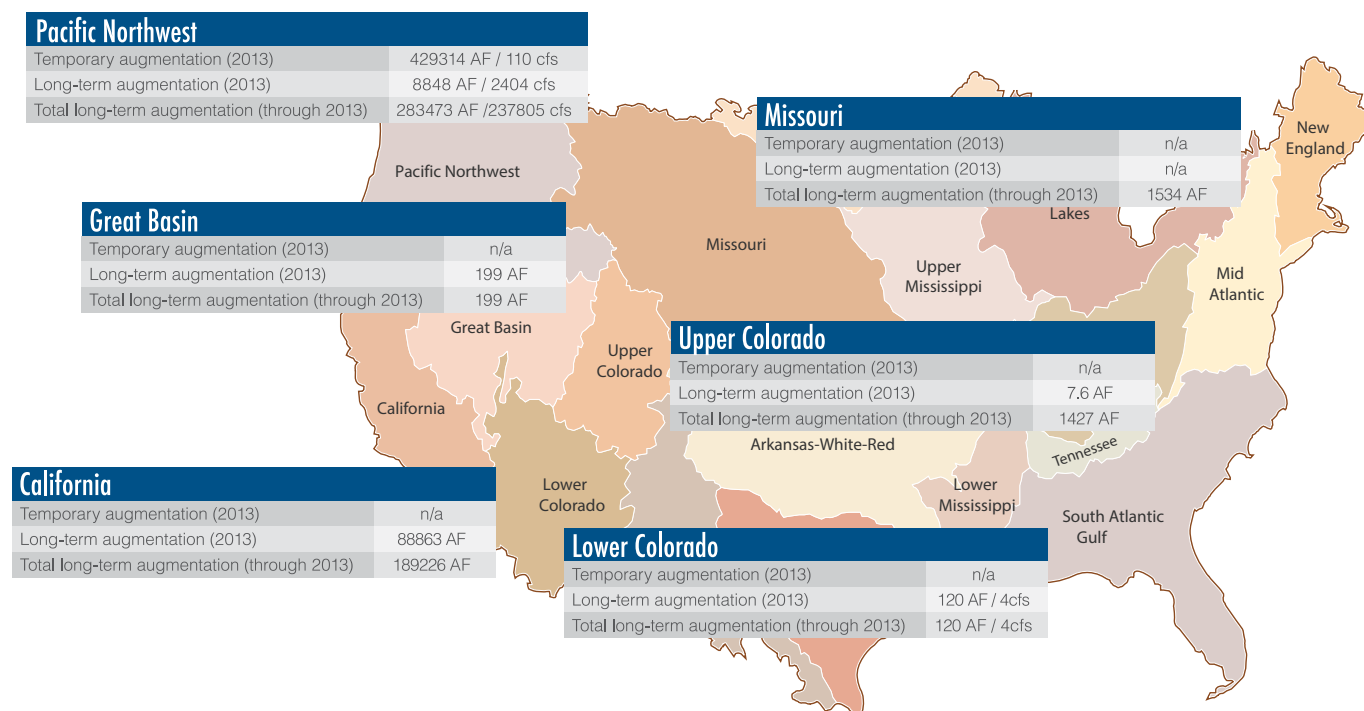 Pacific Northwest
Temporary augmentation (2013) 429314 AF / 110 cfs
Long-term augmentation (2013) 8848 AF / 2404 cfs
Total long-term augmentation (through 2013) 283473 AF /237805 cfs
Missouri
Temporary augmentation (2013) n/a
Long-term augmentation (2013) n/a
Total long-term augmentation (through 2013) 1534 AF
New
England
Pacific Northwest
Great Basin
Temporary augmentation (2013) n/a
Long-term augmentation (2013) 199 AF
Total long-term augmentation (through 2013) 199 AF
Lakes
Missouri
Upper
Mississippi
Mid
Atlantic
Great Basin
Upper
Colorado
Upper Colorado
Temporary augmentation (2013) n/a
Long-term augmentation (2013) 7.6 AF
Total long-term augmentation (through 2013) 1427 AF
California
Arkansas-White-Red
Tennessee
California
Temporary augmentation (2013) n/a
Long-term augmentation (2013) 88863 AF
Total long-term augmentation (through 2013) 189226 AF
Lower
Colorado
Lower
Mississippi
South Atlantic
Gulf
Lower Colorado
Temporary augmentation (2013) n/a
Long-term augmentation (2013) 120 AF / 4cfs
Total long-term augmentation (through 2013) 120 AF / 4cfs